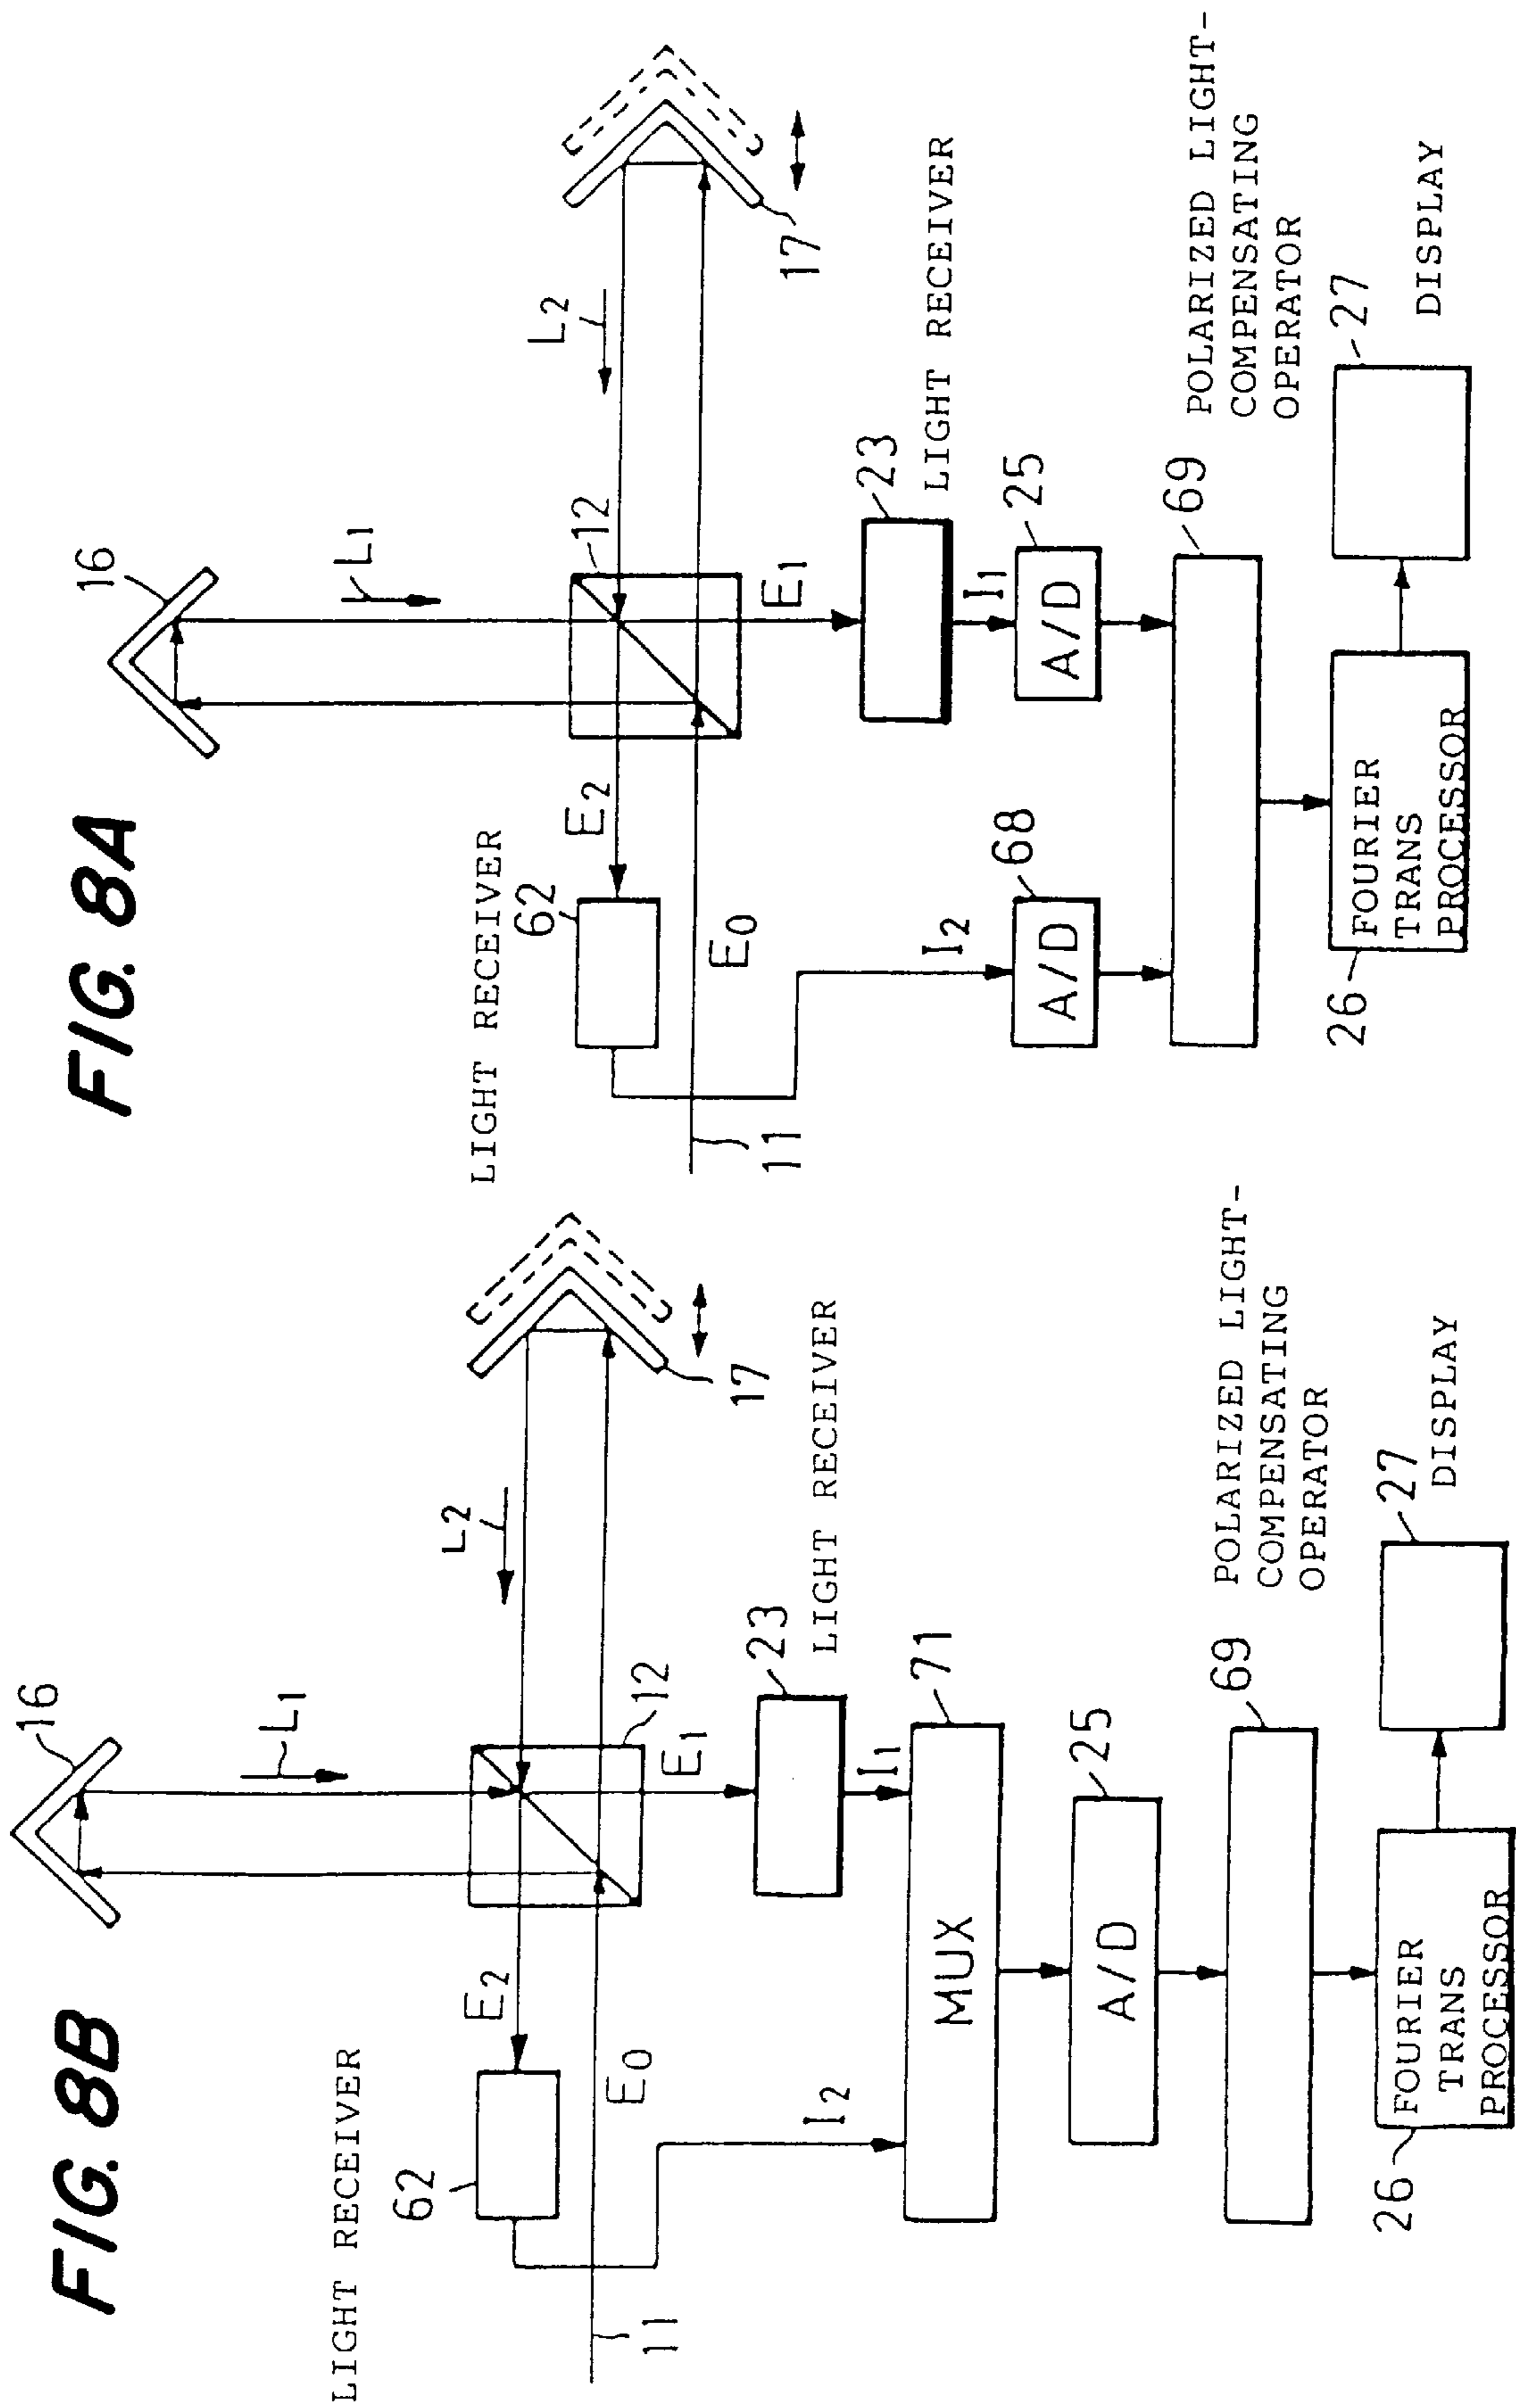 FIG. 8A
16
L1
12
L2
17
E1
E2
LIGHT RECEIVER
62
E0
11
23
LIGHT RECEIVER
I1
25
A/D
I2
68
A/D
69
POLARIZED LIGHT-
COMPENSATING
OPERATOR
26
FOURIER
TRANS
PROCESSOR
27
DISPLAY
FIG. 8B
16
L1
12
L2
17
E1
E2
LIGHT RECEIVER
62
E0
11
23
LIGHT RECEIVER
I1
I2
71
MUX
25
A/D
69
POLARIZED LIGHT-
COMPENSATING
OPERATOR
26
FOURIER
TRANS
PROCESSOR
27
DISPLAY